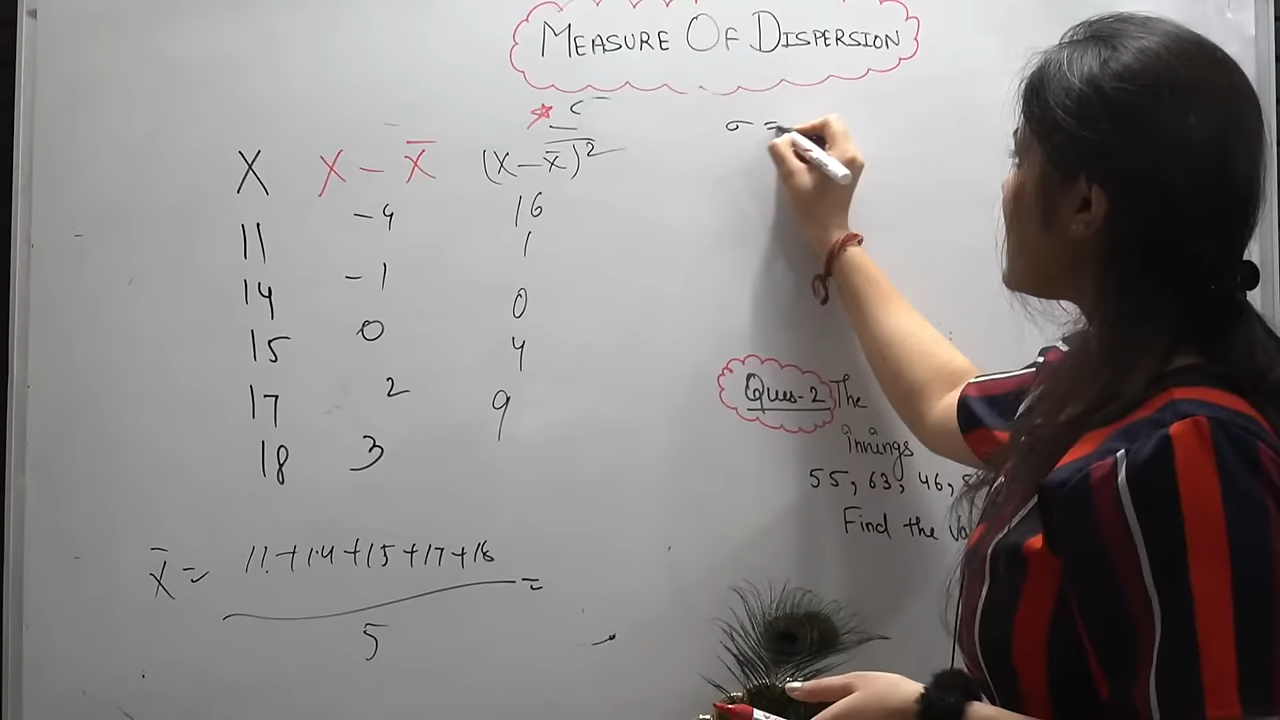 MEASURE OF DISPERSION
σ =
X X – X̄ (X – x̄)²
11 -4 16
14 -1 1
15 0 0
17 2 4
18 3 9
X̄ = 11+14+15+17+18 =
5
Ques-2 The
innings
55, 63, 46,
Find the